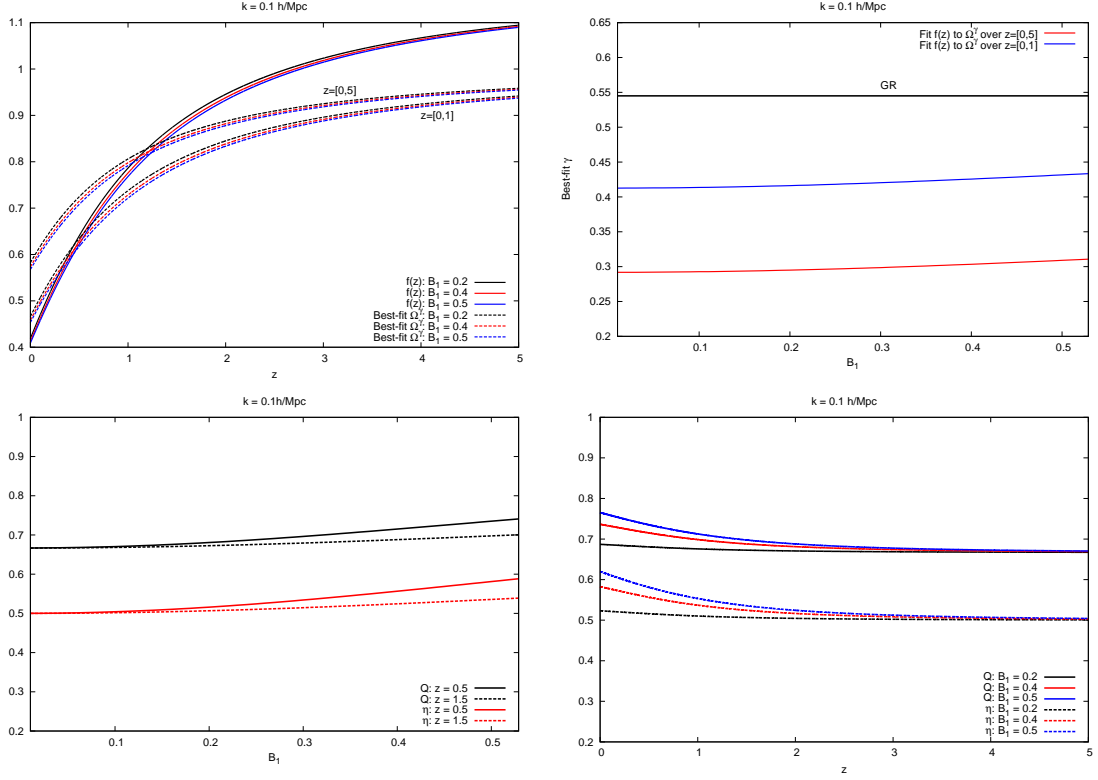 k = 0.1 h/Mpc
1.1
1
0.9
0.8
0.7
0.6
0.5
0.4
0
1
2
3
4
5
z
z=[0,5]
z=[0,1]
f(z): B₁ = 0.2
f(z): B₁ = 0.4
f(z): B₁ = 0.5
Best-fit Ωᵞ: B₁ = 0.2
Best-fit Ωᵞ: B₁ = 0.4
Best-fit Ωᵞ: B₁ = 0.5
k = 0.1 h/Mpc
Best-fit γ
0.65
0.6
0.55
0.5
0.45
0.4
0.35
0.3
0.25
0.2
0.1
0.2
0.3
0.4
0.5
B₁
Fit f(z) to Ωᵞ over z=[0,5]
Fit f(z) to Ωᵞ over z=[0,1]
GR
k = 0.1h/Mpc
1
0.9
0.8
0.7
0.6
0.5
0.4
0.3
0.2
0.1
0.2
0.3
0.4
0.5
B₁
Q: z = 0.5
Q: z = 1.5
η: z = 0.5
η: z = 1.5
k = 0.1 h/Mpc
1
0.9
0.8
0.7
0.6
0.5
0.4
0.3
0.2
0
1
2
3
4
5
z
Q: B₁ = 0.2
Q: B₁ = 0.4
Q: B₁ = 0.5
η: B₁ = 0.2
η: B₁ = 0.4
η: B₁ = 0.5